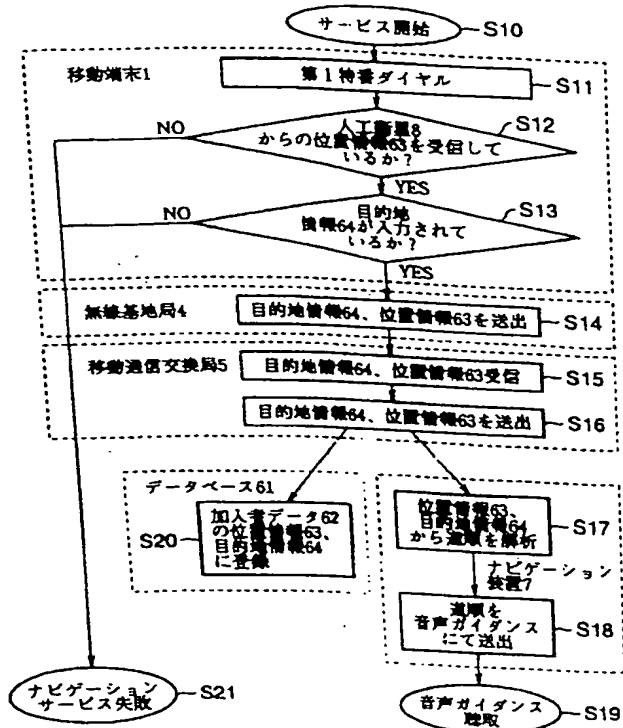 サービス開始
S10
移動端末1
第1特番ダイヤル
S11
NO
人工衛星8
からの位置情報63を受信して
いるか?
S12
YES
NO
目的地
情報64が入力されて
いるか?
S13
YES
無線基地局4
目的地情報64、位置情報63を送出
S14
移動通信交換局5
目的地情報64、位置情報63受信
S15
目的地情報64、位置情報63を送出
S16
データベース61
S20
加入者データ62
の位置情報63、
目的地情報64
に登録
位置情報63、
目的地情報64
から道順を解析
S17
ナビゲーション
装置7
道順を
音声ガイダンス
にて送出
S18
ナビゲーション
サービス失敗
S21
音声ガイダンス
聴取
S19